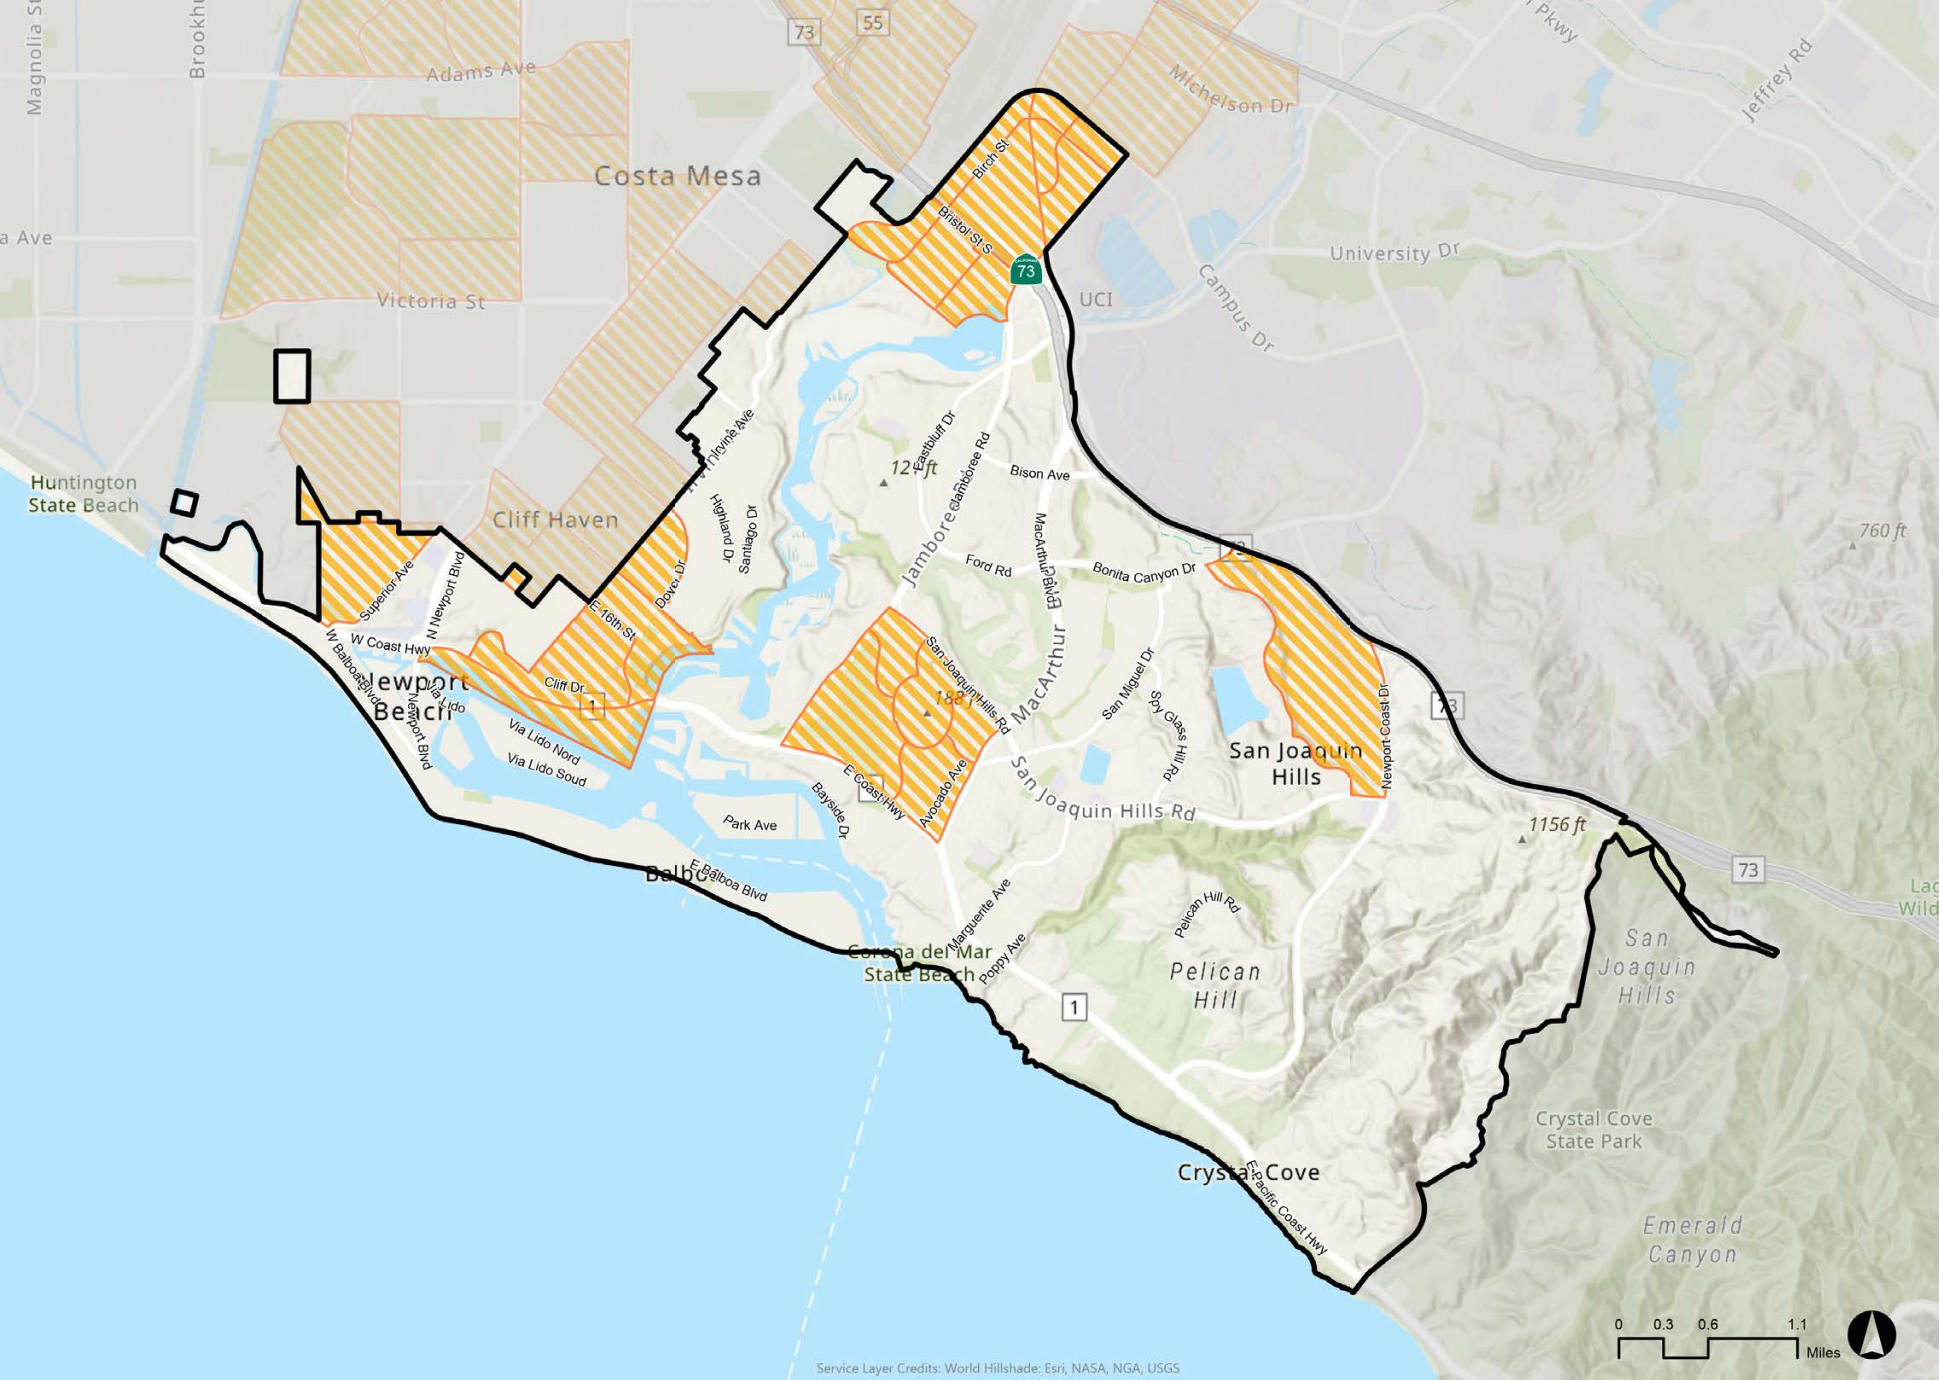 Magnolia St
Brookhu
Adams Ave
73
55
Michelson Dr
Pkwy
Jeffrey Rd
Costa Mesa
Birch St
Bristol St S
CALIFORNIA
73
a Ave
Victoria St
UCI
University Dr
Campus Dr
Irvine Ave
Eastbluff Dr
Jamboree Rd
Bison Ave
Huntington
State Beach
Cliff Haven
Highland Dr
Santiago Dr
Jamboree
MacArthur Blvd
760 ft
73
Ford Rd
Bonita Canyon Dr
Superior Ave
N Newport Blvd
Dover Dr
E 16th St
W Coast Hwy
W Balboa Blvd
Newport
Beach
Via Lido
Newport Blvd
Cliff Dr
1
Via Lido Nord
Via Lido Soud
San Joaquin Hills Rd
188 f
MacArthur
San Miguel Dr
Spy Glass Hill Rd
Newport Coast Dr
73
San Joaquin
Hills
E Coast Hwy
Avocado Ave
San Joaquin Hills Rd
Bayside Dr
Park Ave
1156 ft
Balbo
E Balboa Blvd
73
Lag
Wild
Marguerite Ave
Poppy Ave
Pelican Hill Rd
Corona del Mar
State Beach
Pelican
Hill
San
Joaquin
Hills
1
Crystal Cove
State Park
Crystal Cove
E Pacific Coast Hwy
Emerald
Canyon
0 0.3 0.6 1.1
Miles
Service Layer Credits: World Hillshade: Esri, NASA, NGA, USGS